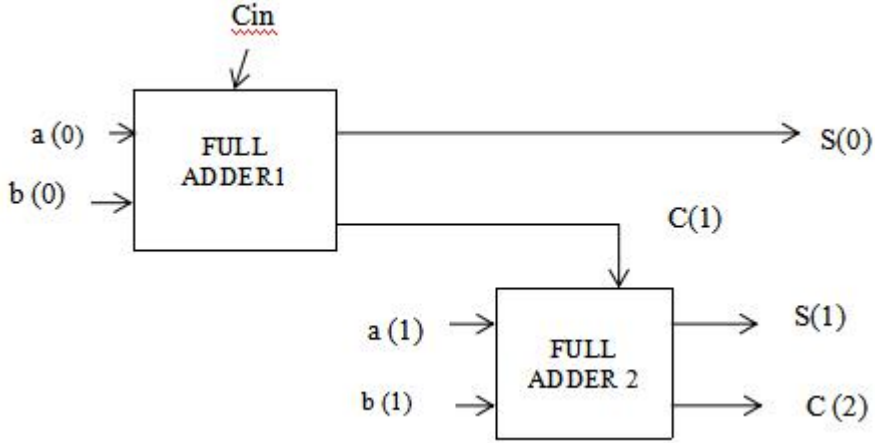 Cin
a (0)
b (0)
FULL
ADDER1
S(0)
C(1)
a (1)
b (1)
FULL
ADDER 2
S(1)
C (2)